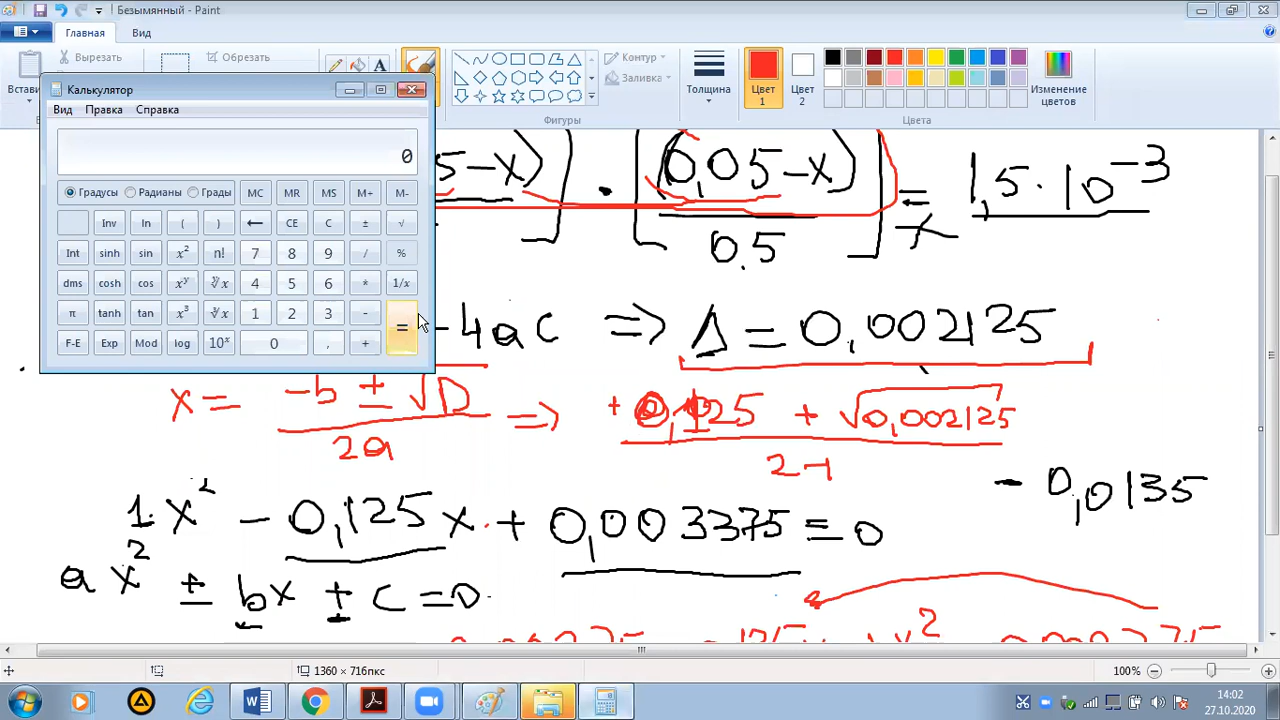 Безымянный - Paint
Главная Вид
Вырезать
Обрезать
Встави
А
Контур
Заливка
Толщина
Цвет 1
Цвет 2
Изменение цветов
Фигуры
Цвета
Калькулятор
Вид Правка Справка
0
Градусы Радианы Грады MC MR MS M+ M-
Inv ln ( ) ← CE C ± √
Int sinh sin x² n! 7 8 9 / %
dms cosh cos xʸ ʸ√x 4 5 6 * 1/x
π tanh tan x³ ³√x 1 2 3 - =
F-E Exp Mod log 10ˣ 0 , +
5-x) · (0,05-x) = 1,5·10⁻³
0.5
-4ac => Δ = 0,002125
x = -b ± √D => + 0,125 + √0,002125
2a 2·1
- 0,0135
1·x² - 0,125x + 0,003375 = 0
ax² ± bx ± c = 0
1360 × 716пкс
100%
14:02
27.10.2020